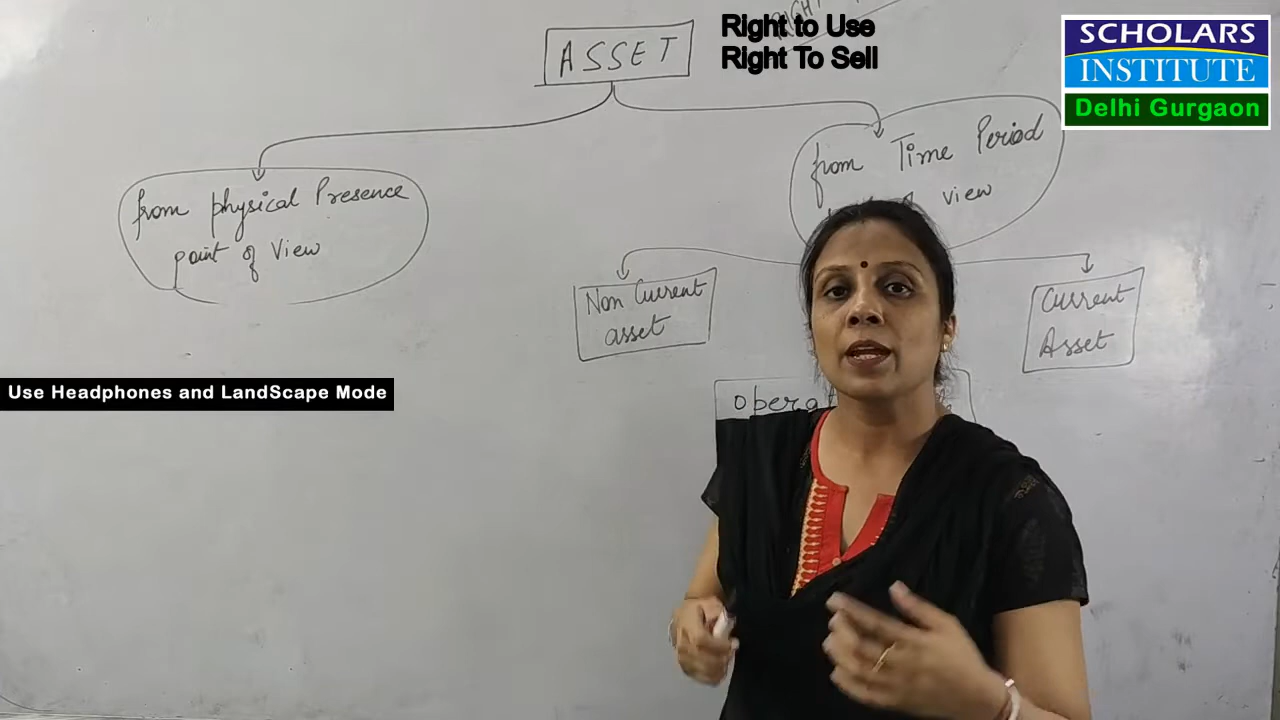 ASSET
Right to Use
Right To Sell
RIGHT
SCHOLARS
INSTITUTE
Delhi Gurgaon
from physical Presence
point of View
from Time Period
view
Non Current
asset
Current
Asset
Use Headphones and LandScape Mode